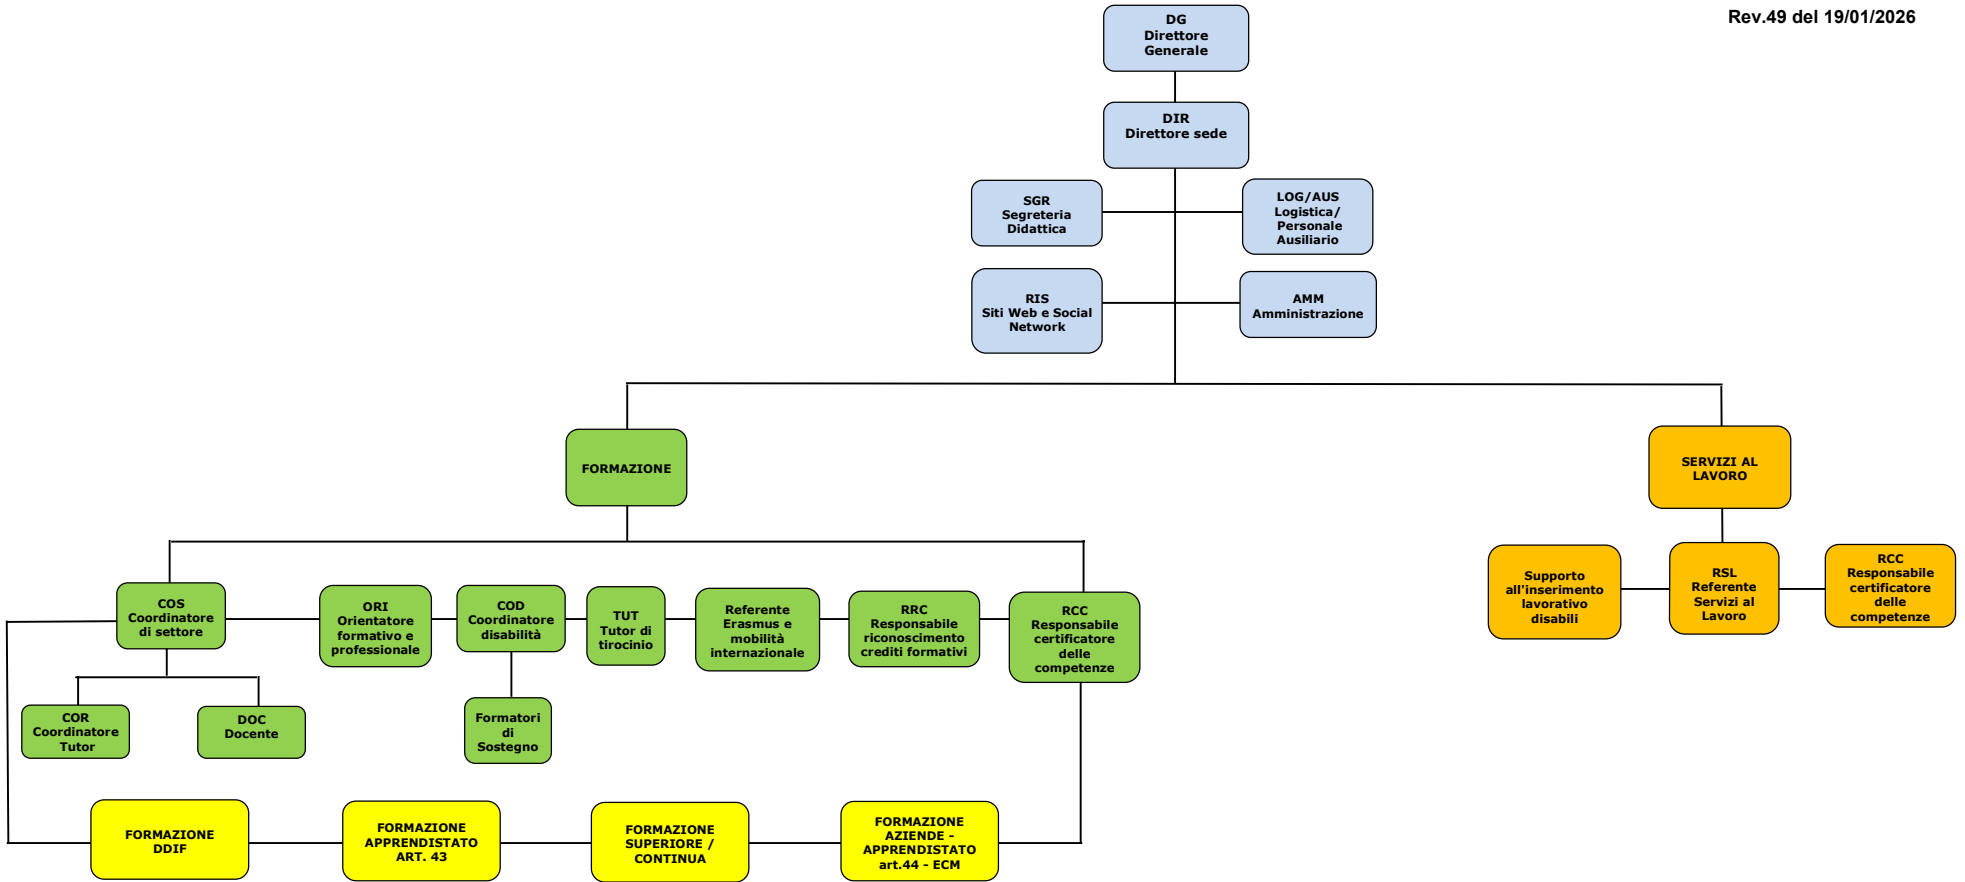 Rev.49 del 19/01/2026
DG
Direttore
Generale
DIR
Direttore sede
SGR
Segreteria
Didattica
LOG/AUS
Logistica/
Personale
Ausiliario
RIS
Siti Web e Social
Network
AMM
Amministrazione
FORMAZIONE
SERVIZI AL
LAVORO
COS
Coordinatore
di settore
ORI
Orientatore
formativo e
professionale
COD
Coordinatore
disabilità
TUT
Tutor di
tirocinio
Referente
Erasmus e
mobilità
internazionale
RRC
Responsabile
riconoscimento
crediti formativi
RCC
Responsabile
certificatore
delle
competenze
Supporto
all'inserimento
lavorativo
disabili
RSL
Referente
Servizi al
Lavoro
RCC
Responsabile
certificatore
delle
competenze
COR
Coordinatore
Tutor
DOC
Docente
Formatori
di
Sostegno
FORMAZIONE
DDIF
FORMAZIONE
APPRENDISTATO
ART. 43
FORMAZIONE
SUPERIORE /
CONTINUA
FORMAZIONE
AZIENDE -
APPRENDISTATO
art.44 - ECM